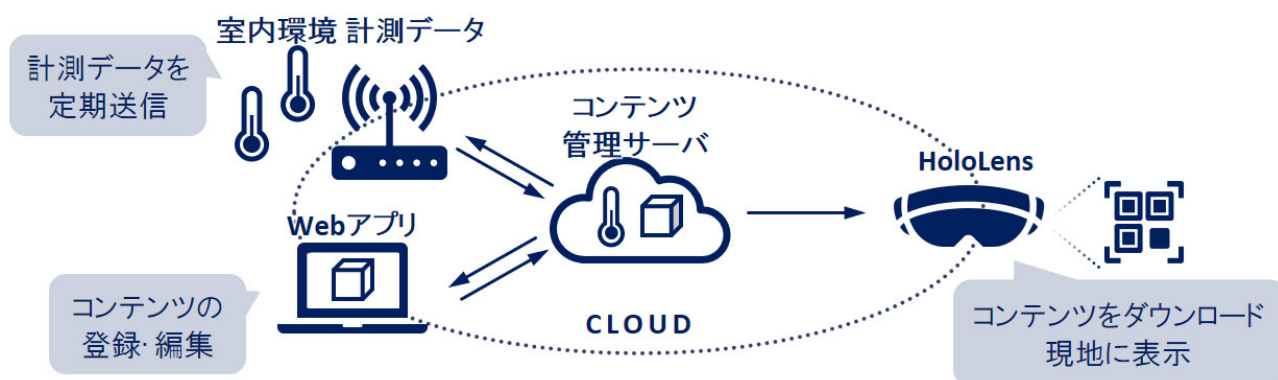 室内環境 計測データ
計測データを
定期送信
コンテンツ
管理サーバ
HoloLens
Webアプリ
コンテンツの
登録・編集
CLOUD
コンテンツをダウンロード
現地に表示